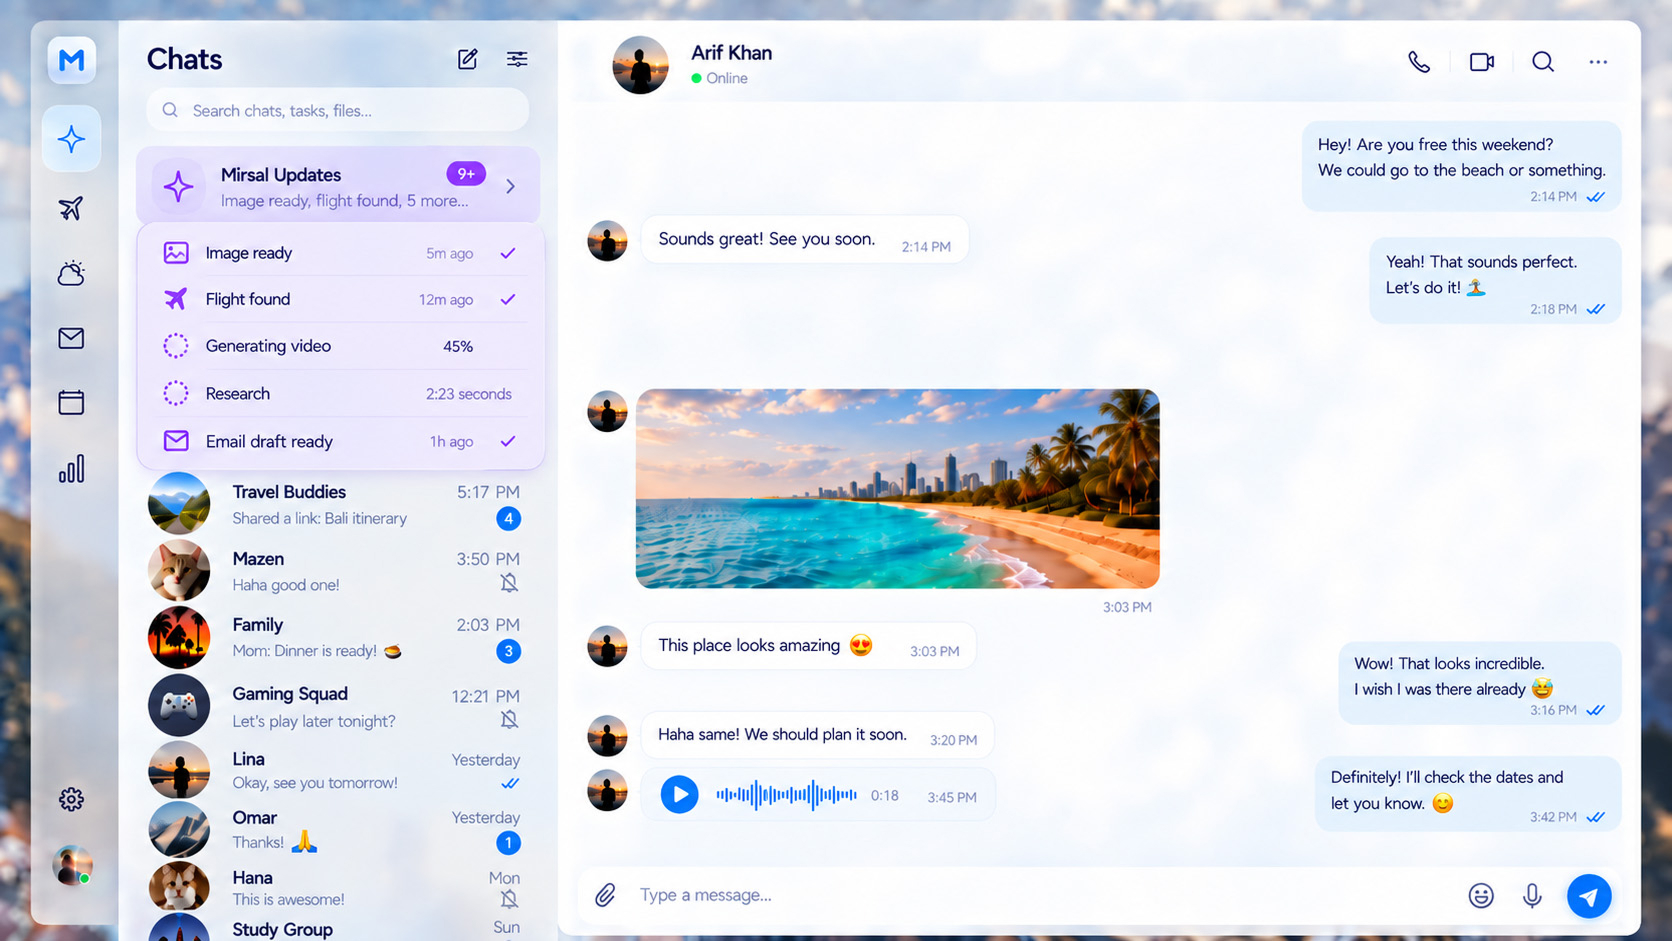 M
Chats
Search chats, tasks, files...
Mirsal Updates
9+
Image ready, flight found, 5 more...
Image ready 5m ago
Flight found 12m ago
Generating video 45%
Research 2:23 seconds
Email draft ready 1h ago
Travel Buddies 5:17 PM
Shared a link: Bali itinerary 4
Mazen 3:50 PM
Haha good one!
Family 2:03 PM
Mom: Dinner is ready! 3
Gaming Squad 12:21 PM
Let's play later tonight?
Lina Yesterday
Okay, see you tomorrow!
Omar Yesterday
Thanks! 🙏 1
Hana Mon
This is awesome!
Study Group Sun
Arif Khan
Online
Hey! Are you free this weekend?
We could go to the beach or something.
2:14 PM
Sounds great! See you soon. 2:14 PM
Yeah! That sounds perfect.
Let's do it!
2:18 PM
3:03 PM
This place looks amazing 😍 3:03 PM
Wow! That looks incredible.
I wish I was there already
3:16 PM
Haha same! We should plan it soon. 3:20 PM
0:18 3:45 PM
Definitely! I'll check the dates and
let you know. 😊
3:42 PM
Type a message...